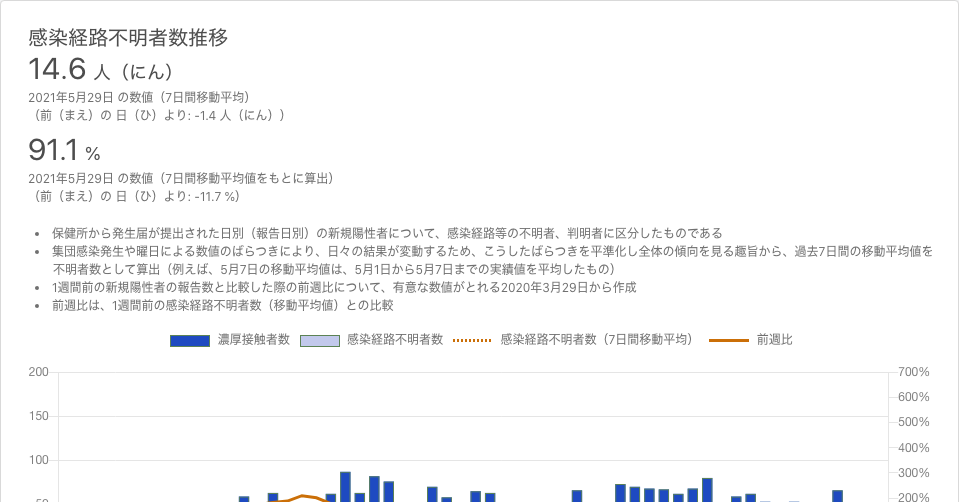 感染経路不明者数推移
14.6 人（にん）
2021年5月29日 の数値（7日間移動平均）
（前（まえ）の 日（ひ）より: -1.4 人（にん））
91.1 %
2021年5月29日 の数値（7日間移動平均値をもとに算出）
（前（まえ）の 日（ひ）より: -11.7 %）
• 保健所から発生届が提出された日別（報告日別）の新規陽性者について、感染経路等の不明者、判明者に区分したものである
• 集団感染発生や曜日による数値のばらつきにより、日々の結果が変動するため、こうしたばらつきを平準化し全体の傾向を見る趣旨から、過去7日間の移動平均値を
不明者数として算出（例えば、5月7日の移動平均値は、5月1日から5月7日までの実績値を平均したもの）
• 1週間前の新規陽性者の報告数と比較した際の前週比について、有意な数値がとれる2020年3月29日から作成
• 前週比は、1週間前の感染経路不明者数（移動平均値）との比較
濃厚接触者数 感染経路不明者数 感染経路不明者数（7日間移動平均） 前週比
200 700%
600%
150 500%
400%
100 300%
50 200%